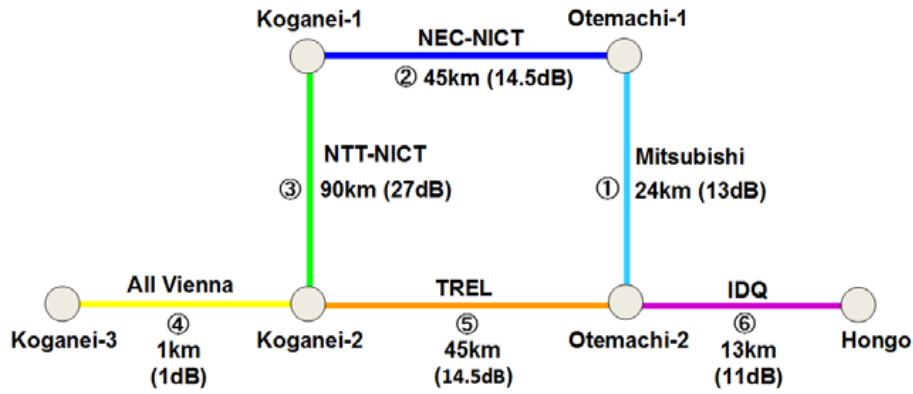 Koganei-1
Otemachi-1
NEC-NICT
② 45km (14.5dB)
NTT-NICT
③ 90km (27dB)
Mitsubishi
① 24km (13dB)
All Vienna
TREL
IDQ
Koganei-3
④
1km
(1dB)
Koganei-2
⑤
45km
(14.5dB)
Otemachi-2
⑥
13km
(11dB)
Hongo